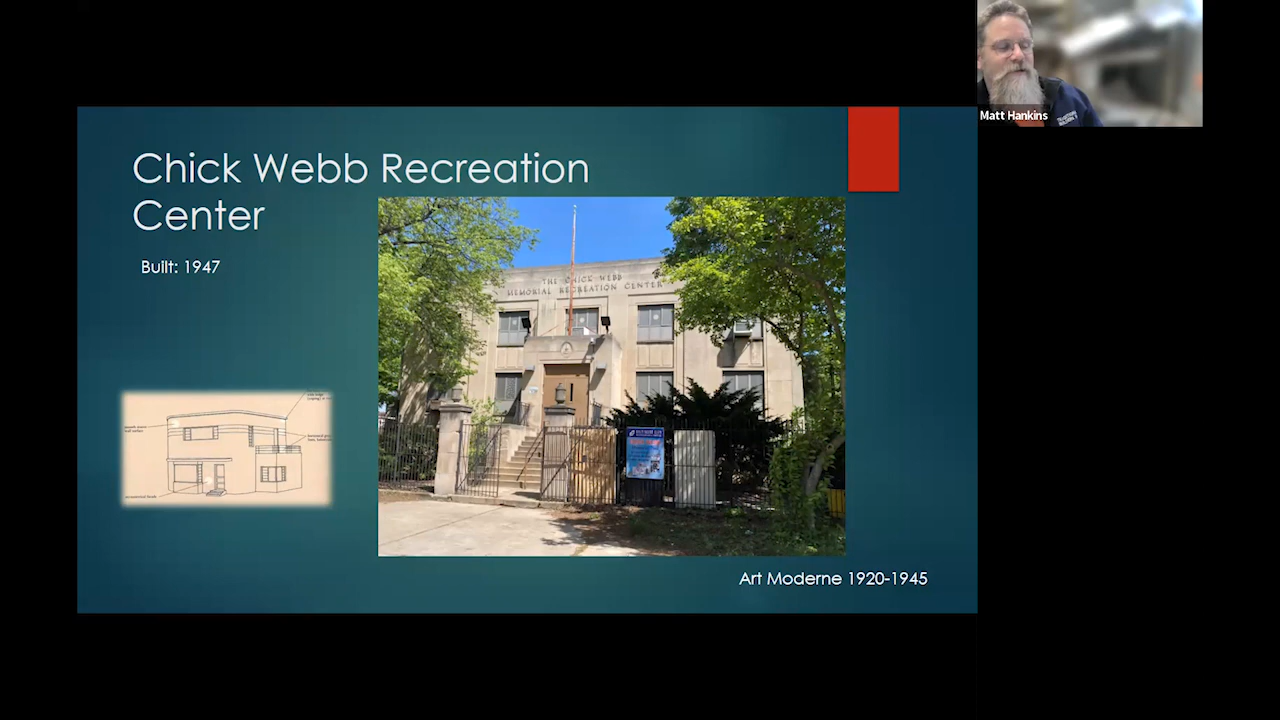 Chick Webb Recreation
Center
Built: 1947
THE CHICK WEBB
MEMORIAL RECREATION CENTER
Art Moderne 1920-1945
Matt Hankins